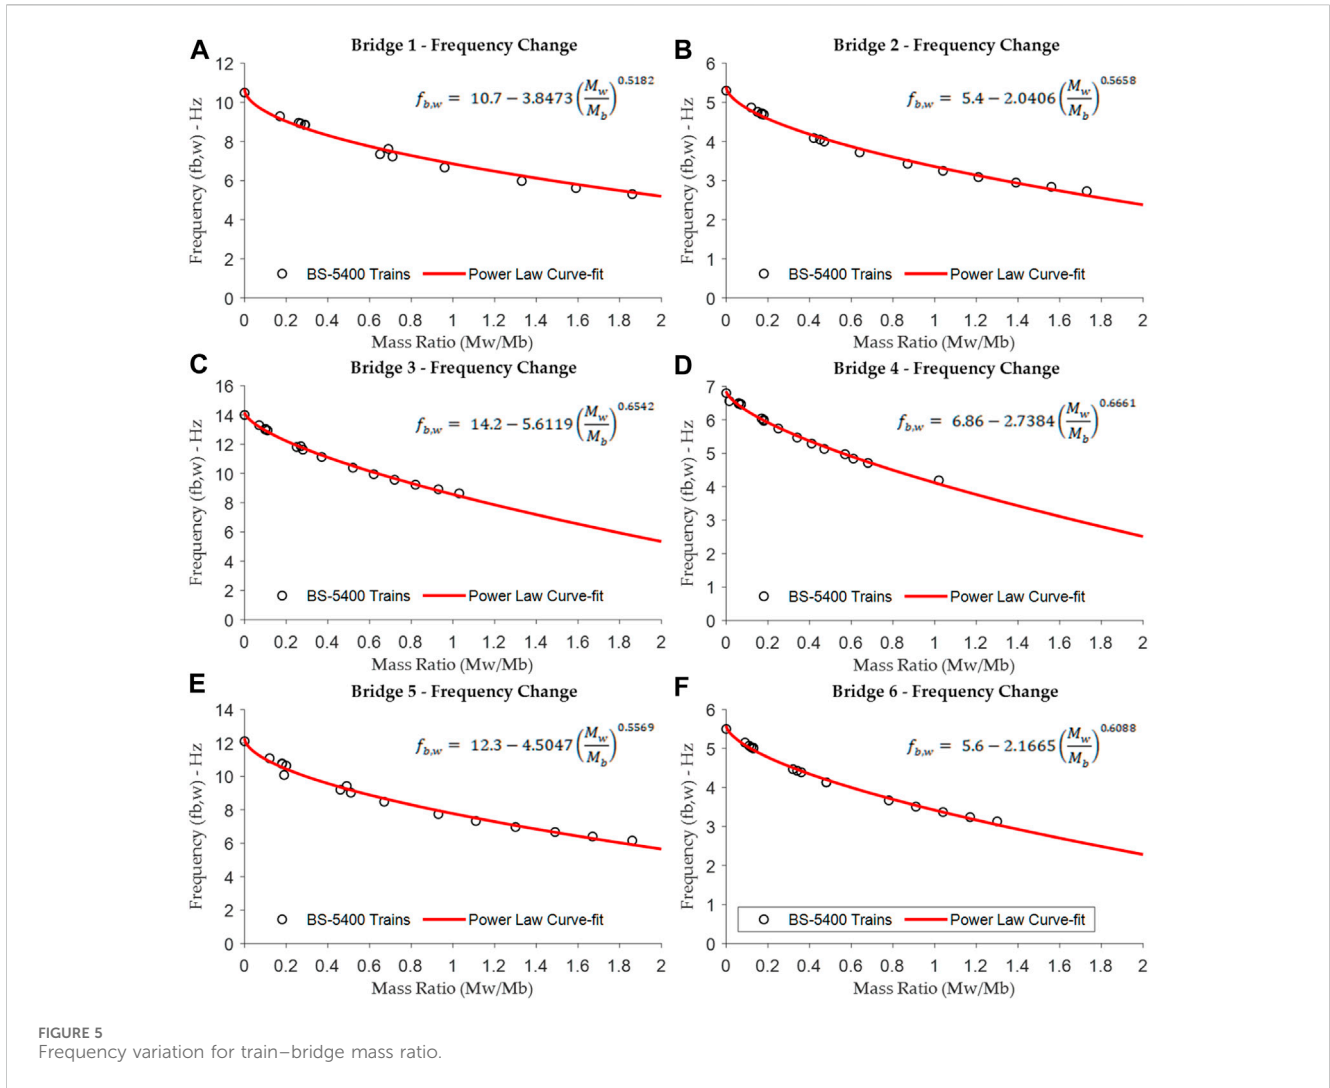 A
Bridge 1 - Frequency Change
f_{b,w} = 10.7 − 3.8473 (M_w/M_b)^{0.5182}
Frequency (fb,w) - Hz
12
10
8
6
4
2
0
BS-5400 Trains
Power Law Curve-fit
0 0.2 0.4 0.6 0.8 1 1.2 1.4 1.6 1.8 2
Mass Ratio (Mw/Mb)
B
Bridge 2 - Frequency Change
f_{b,w} = 5.4 − 2.0406 (M_w/M_b)^{0.5658}
Frequency (fb,w) - Hz
6
5
4
3
2
1
0
BS-5400 Trains
Power Law Curve-fit
0 0.2 0.4 0.6 0.8 1 1.2 1.4 1.6 1.8 2
Mass Ratio (Mw/Mb)
C
Bridge 3 - Frequency Change
f_{b,w} = 14.2 − 5.6119 (M_w/M_b)^{0.6542}
Frequency (fb,w) - Hz
16
14
12
10
8
6
4
2
0
BS-5400 Trains
Power Law Curve-fit
0 0.2 0.4 0.6 0.8 1 1.2 1.4 1.6 1.8 2
Mass Ratio (Mw/Mb)
D
Bridge 4 - Frequency Change
f_{b,w} = 6.86 − 2.7384 (M_w/M_b)^{0.6661}
Frequency (fb,w) - Hz
7
6
5
4
3
2
1
0
BS-5400 Trains
Power Law Curve-fit
0 0.2 0.4 0.6 0.8 1 1.2 1.4 1.6 1.8 2
Mass Ratio (Mw/Mb)
E
Bridge 5 - Frequency Change
f_{b,w} = 12.3 − 4.5047 (M_w/M_b)^{0.5569}
Frequency (fb,w) - Hz
14
12
10
8
6
4
2
0
BS-5400 Trains
Power Law Curve-fit
0 0.2 0.4 0.6 0.8 1 1.2 1.4 1.6 1.8 2
Mass Ratio (Mw/Mb)
F
Bridge 6 - Frequency Change
f_{b,w} = 5.6 − 2.1665 (M_w/M_b)^{0.6088}
Frequency (fb,w) - Hz
6
5
4
3
2
1
0
BS-5400 Trains
Power Law Curve-fit
0 0.2 0.4 0.6 0.8 1 1.2 1.4 1.6 1.8 2
Mass Ratio (Mw/Mb)
FIGURE 5
Frequency variation for train–bridge mass ratio.